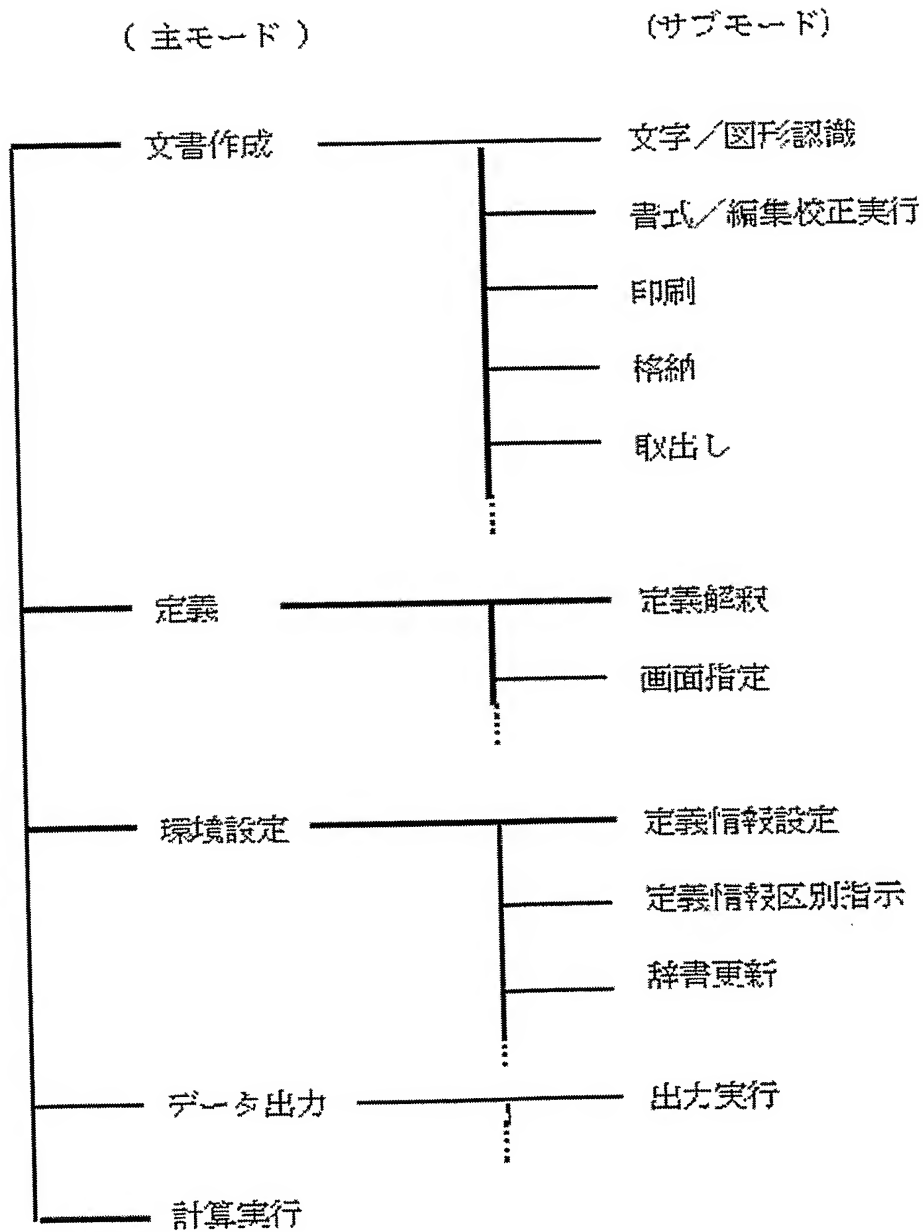 (主モード) (サブモード)
文書作成 文字/図形認識
書式/編集校正実行
印刷
格納
取出し
定義 定義解釈
画面指定
環境設定 定義情報設定
定義情報区別指示
辞書更新
データ出力 出力実行
計算実行